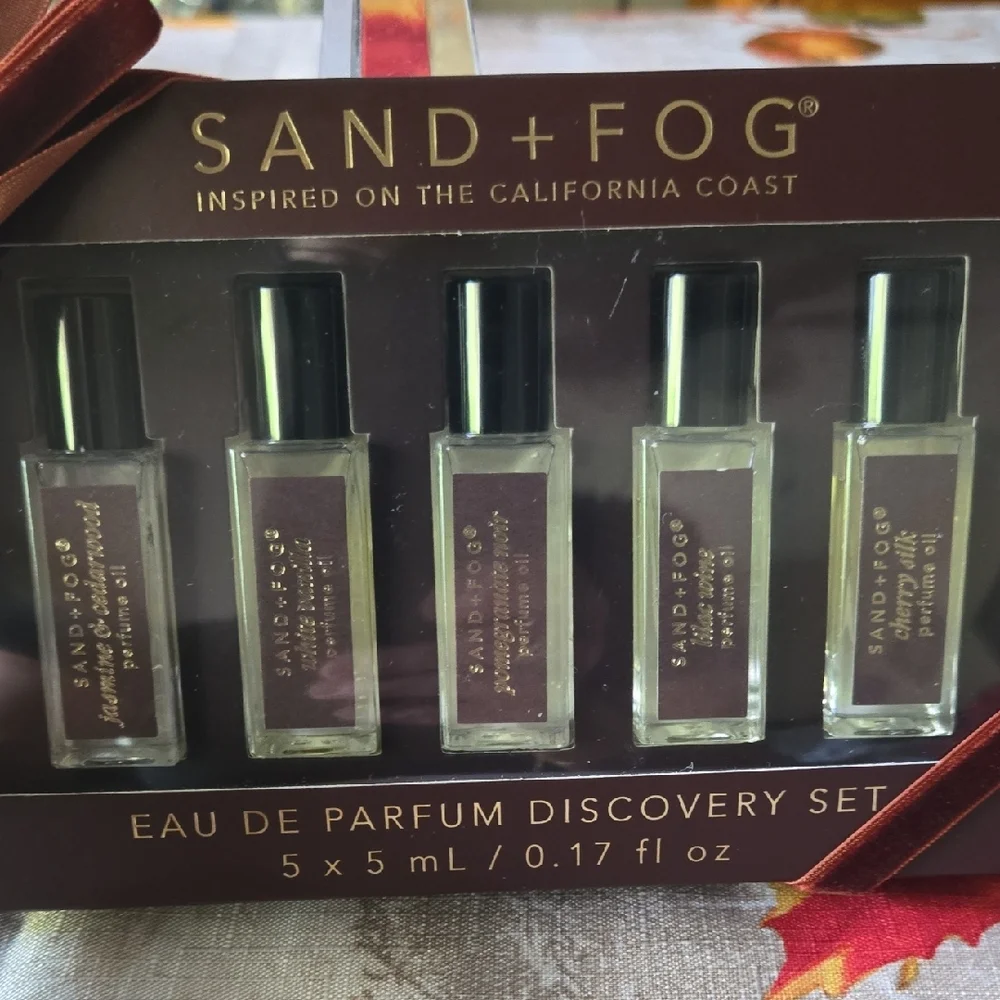 SAND + FOG®
INSPIRED ON THE CALIFORNIA COAST
SAND + FOG®
jasmine & cedarwood
perfume oil
SAND + FOG®
white
perfume oil
SAND + FOG®
pomegranate noir
perfume oil
SAND + FOG®
lilac wine
perfume oil
SAND + FOG®
cherry silk
perfume oil
EAU DE PARFUM DISCOVERY SET
5 x 5 mL / 0.17 fl oz